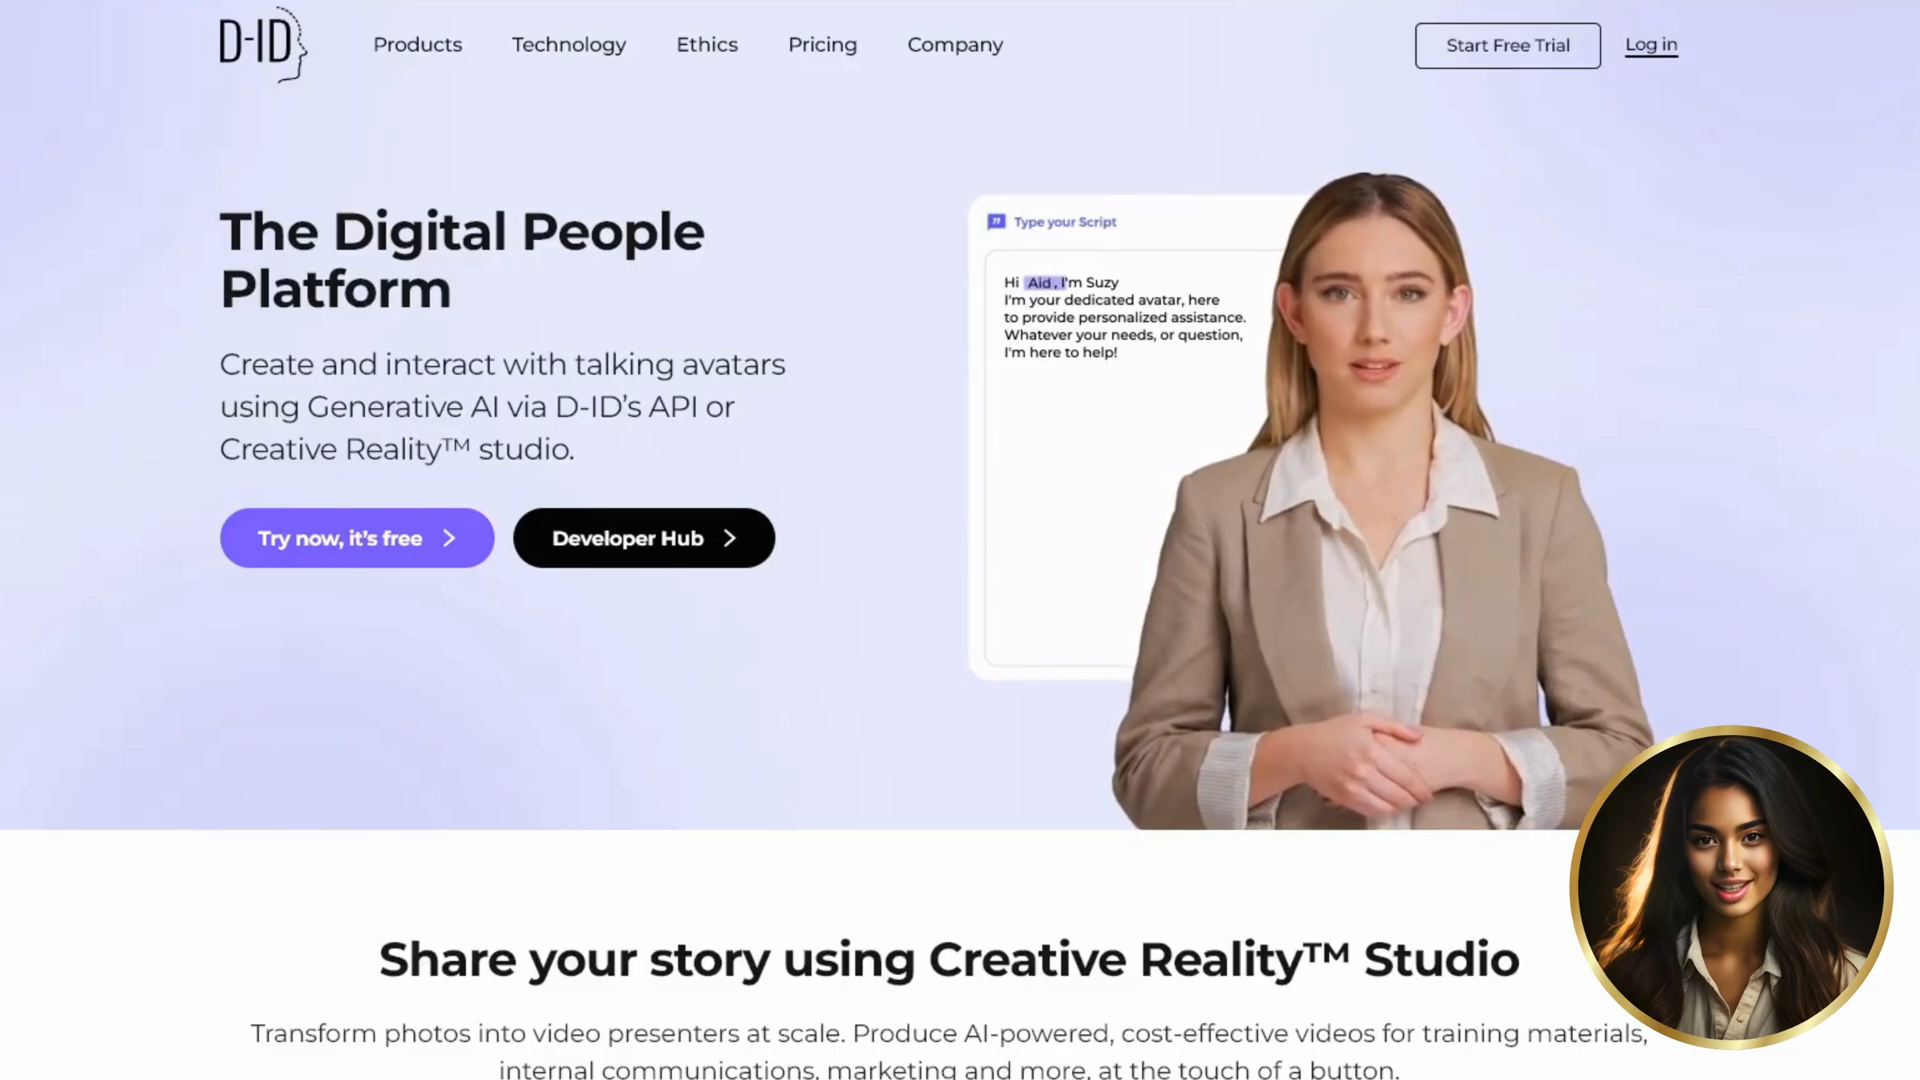 D-ID
Products
Technology
Ethics
Pricing
Company
Start Free Trial
Log in
The Digital People
Platform
Create and interact with talking avatars
using Generative AI via D-ID’s API or
Creative Reality™ studio.
Try now, it’s free
Developer Hub
Type your Script
Hi Aid, I'm Suzy
I'm your dedicated avatar, here
to provide personalized assistance.
Whatever your needs, or question,
I'm here to help!
Share your story using Creative Reality™ Studio
Transform photos into video presenters at scale. Produce AI-powered, cost-effective videos for training materials,
internal communications, marketing and more, at the touch of a button.